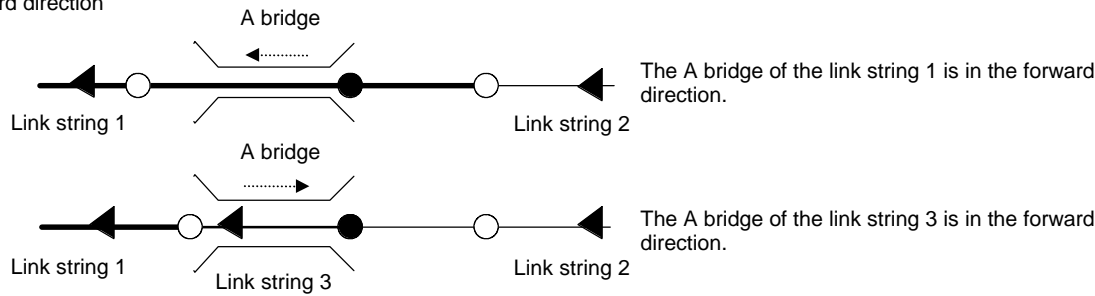 rd direction
A bridge
The A bridge of the link string 1 is in the forward
direction.
Link string 1
Link string 2
A bridge
The A bridge of the link string 3 is in the forward
direction.
Link string 1
Link string 3
Link string 2